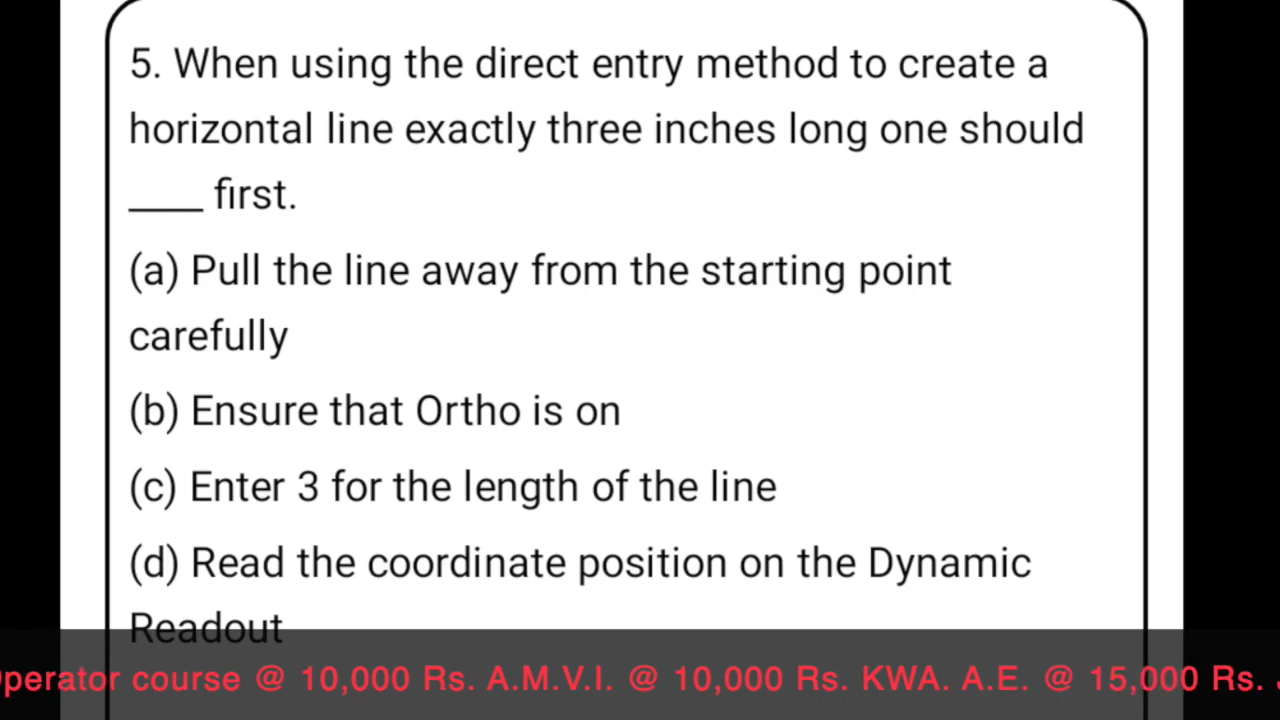 5. When using the direct entry method to create a
horizontal line exactly three inches long one should
____ first.
(a) Pull the line away from the starting point
carefully
(b) Ensure that Ortho is on
(c) Enter 3 for the length of the line
(d) Read the coordinate position on the Dynamic
Readout
perator course @ 10,000 Rs. A.M.V.I. @ 10,000 Rs. KWA. A.E. @ 15,000 Rs.